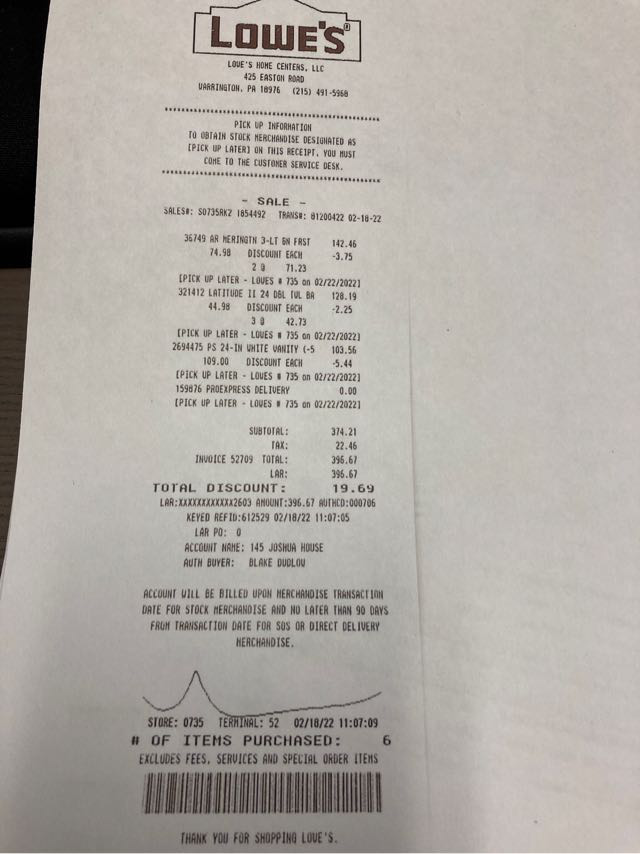 LOWE'S®
LOWE'S HOME CENTERS, LLC
425 EASTON ROAD
WARRINGTON, PA 18976 (215) 491-5968
****************************************
PICK UP INFORMATION
TO OBTAIN STOCK MERCHANDISE DESIGNATED AS
[PICK UP LATER] ON THIS RECEIPT, YOU MUST
COME TO THE CUSTOMER SERVICE DESK.
****************************************
- SALE -
SALES#: S0735RK2 1854492 TRANS#: 81200422 02-18-22
36749 AR MERINGTN 3-LT BN FRST 142.46
74.98 DISCOUNT EACH -3.75
2 @ 71.23
[PICK UP LATER - LOWES # 735 on 02/22/2022]
321412 LATITUDE II 24 DBL TWL BA 128.19
44.98 DISCOUNT EACH -2.25
3 @ 42.73
[PICK UP LATER - LOWES # 735 on 02/22/2022]
2694475 PS 24-IN WHITE VANITY (-5 103.56
109.00 DISCOUNT EACH -5.44
[PICK UP LATER - LOWES # 735 on 02/22/2022]
159876 PROEXPRESS DELIVERY 0.00
[PICK UP LATER - LOWES # 735 on 02/22/2022]
SUBTOTAL: 374.21
TAX: 22.46
INVOICE 52709 TOTAL: 396.67
LAR: 396.67
TOTAL DISCOUNT: 19.69
LAR:XXXXXXXXXXXX2603 AMOUNT:396.67 AUTHCD:000706
KEYED REFID:612529 02/18/22 11:07:05
LAR PO: 0
ACCOUNT NAME: 145 JOSHUA HOUSE
AUTH BUYER: BLAKE DUDLOW
ACCOUNT WILL BE BILLED UPON MERCHANDISE TRANSACTION
DATE FOR STOCK MERCHANDISE AND NO LATER THAN 90 DAYS
FROM TRANSACTION DATE FOR SOS OR DIRECT DELIVERY
MERCHANDISE.
STORE: 0735 TERMINAL: 52 02/18/22 11:07:09
# OF ITEMS PURCHASED: 6
EXCLUDES FEES, SERVICES AND SPECIAL ORDER ITEMS
THANK YOU FOR SHOPPING LOWE'S.